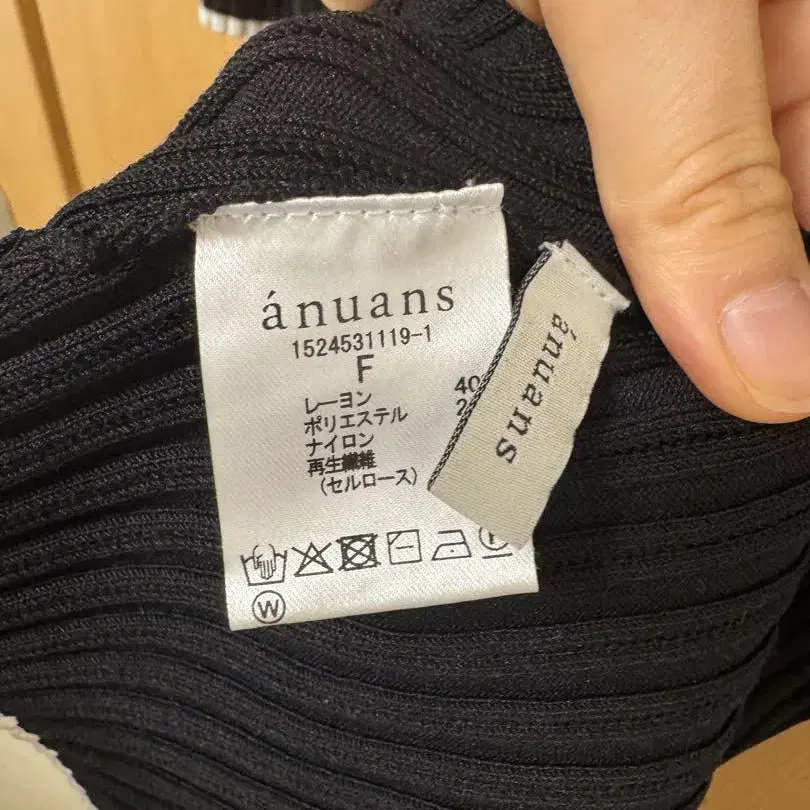 ánuans
1524531119-1
F
レーヨン 40
ポリエステル 2
ナイロン
再生繊維
(セルロース)
W
ánuans